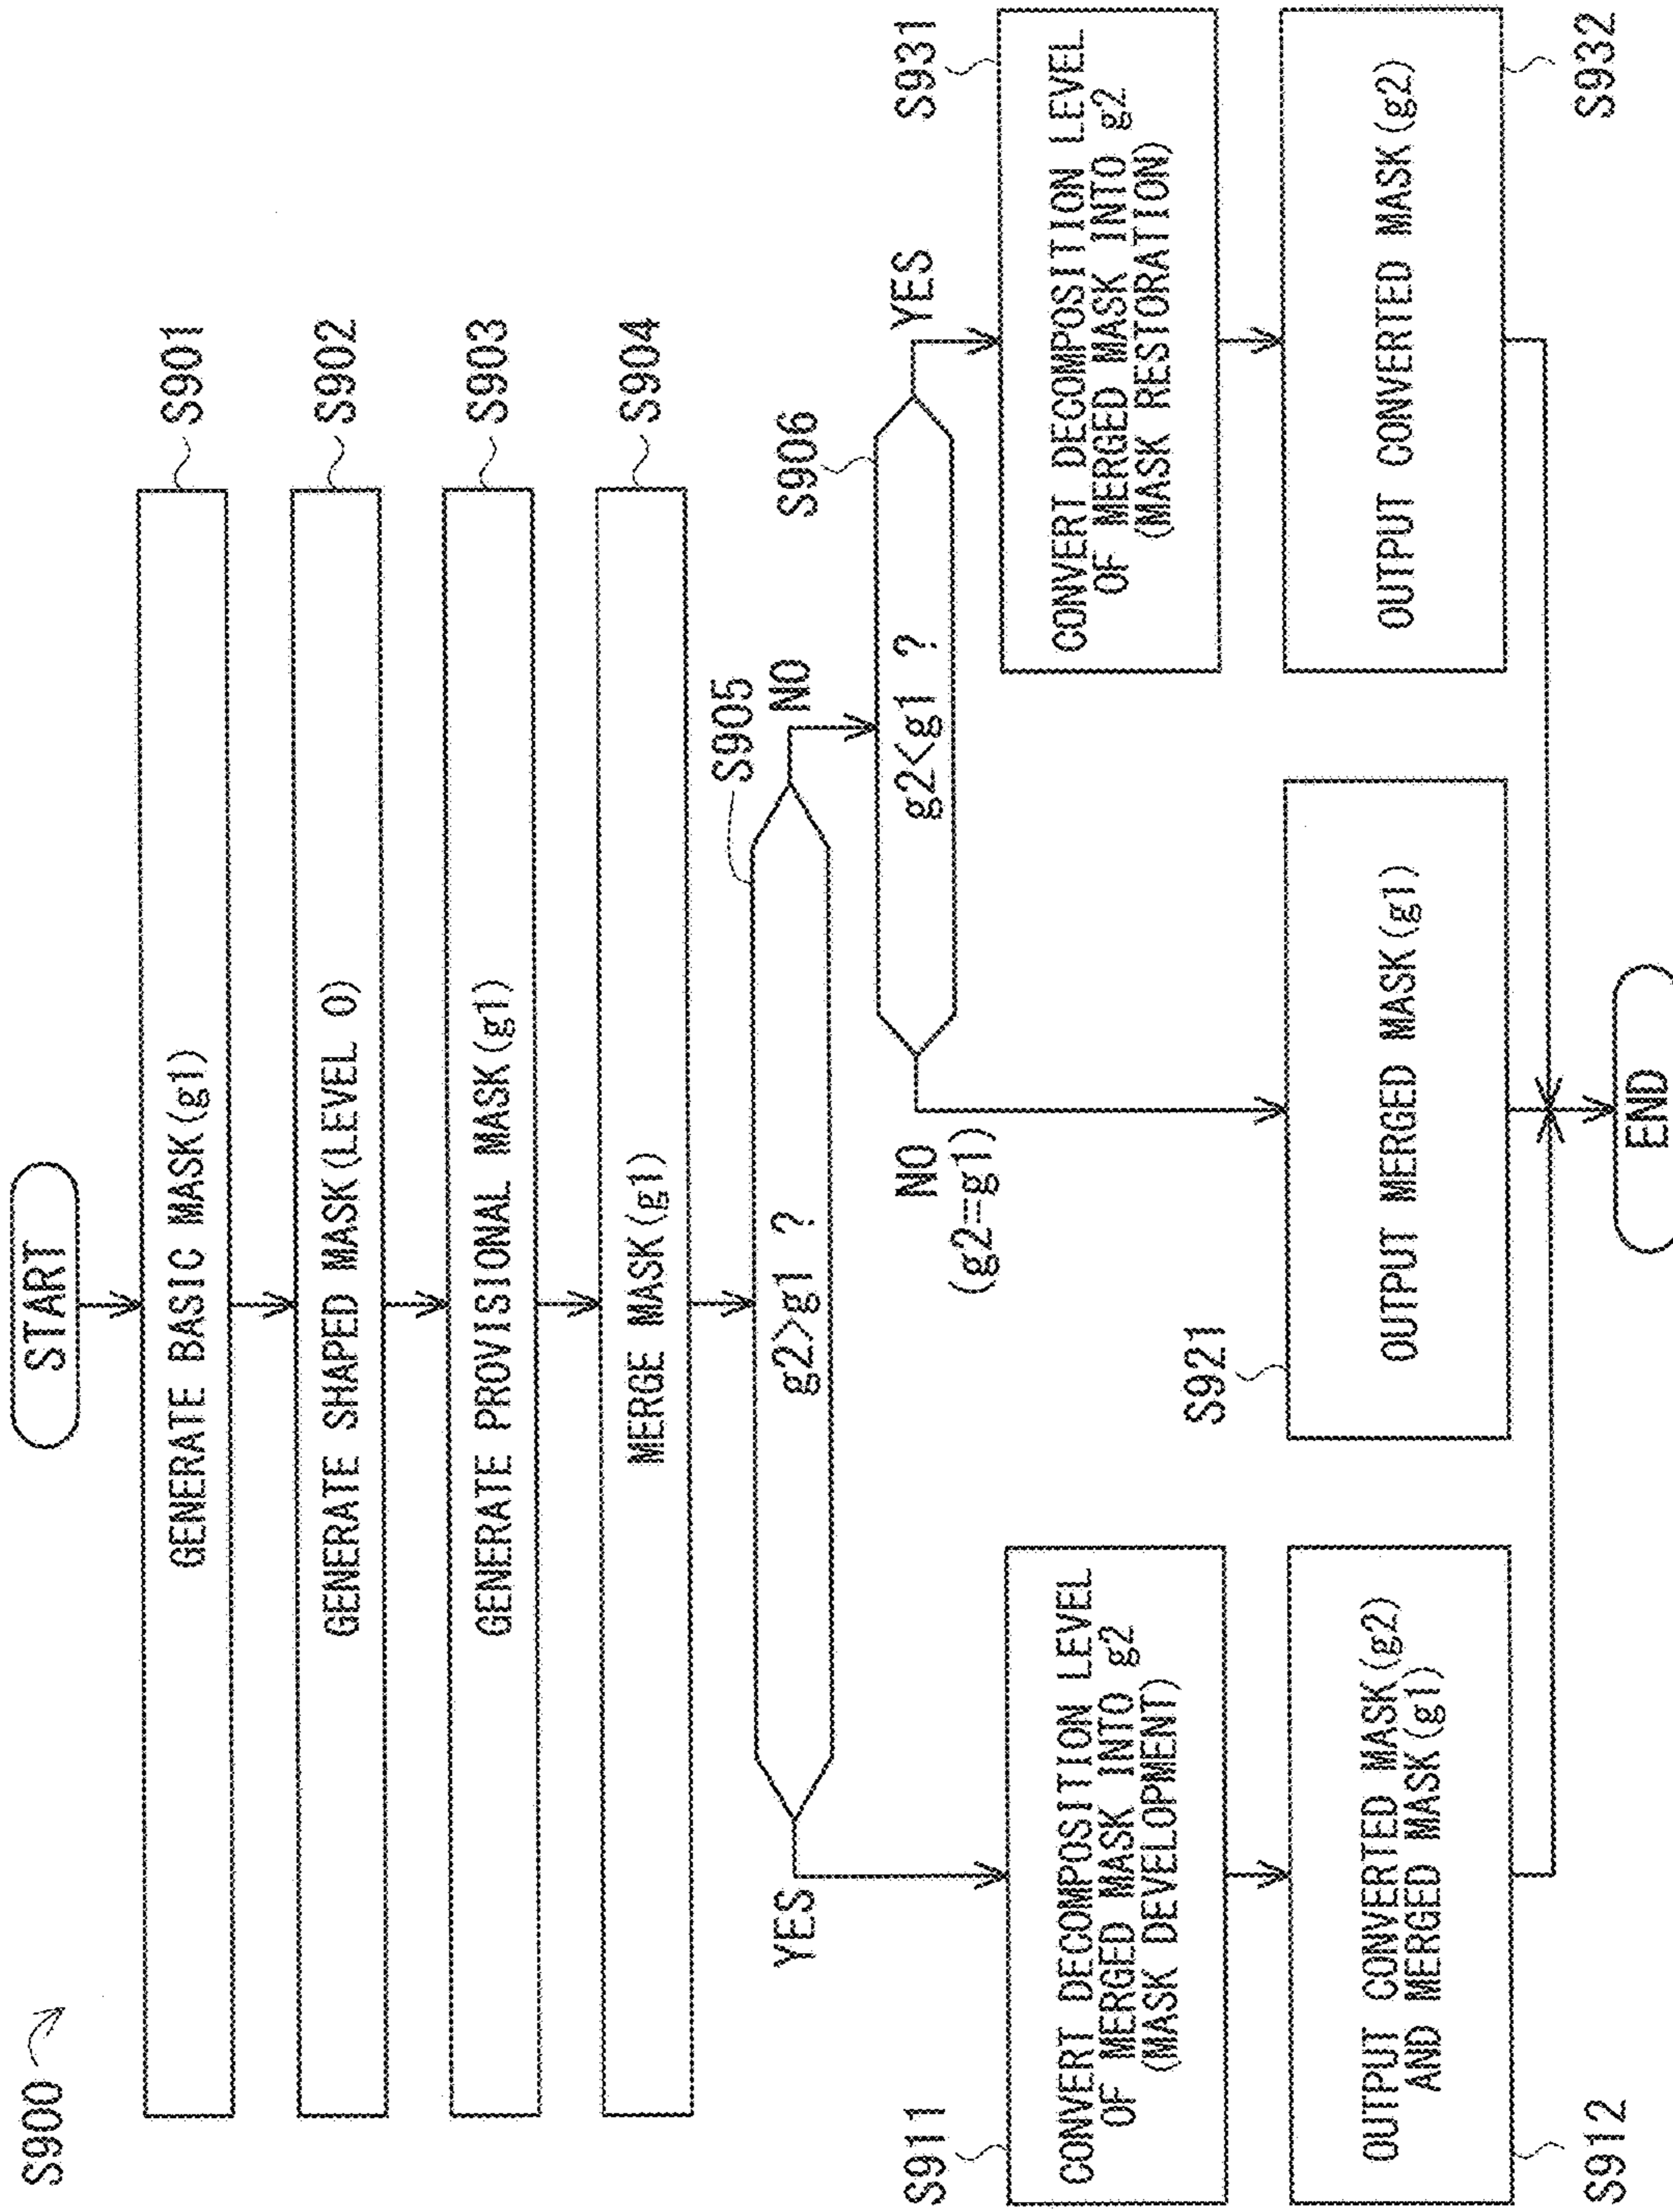 S900
START
GENERATE BASIC MASK(g1)
S901
GENERATE SHAPED MASK(LEVEL 0)
S902
GENERATE PROVISIONAL MASK(g1)
S903
MERGE MASK(g1)
S904
S905
g2>g1 ?
YES
NO
S906
g2<g1 ?
NO
(g2==g1)
YES
S911
CONVERT DECOMPOSITION LEVEL
OF MERGED MASK INTO g2
(MASK DEVELOPMENT)
S931
CONVERT DECOMPOSITION LEVEL
OF MERGED MASK INTO g2
(MASK RESTORATION)
OUTPUT CONVERTED MASK(g2)
AND MERGED MASK(g1)
S912
S921
OUTPUT MERGED MASK(g1)
OUTPUT CONVERTED MASK(g2)
S932
END